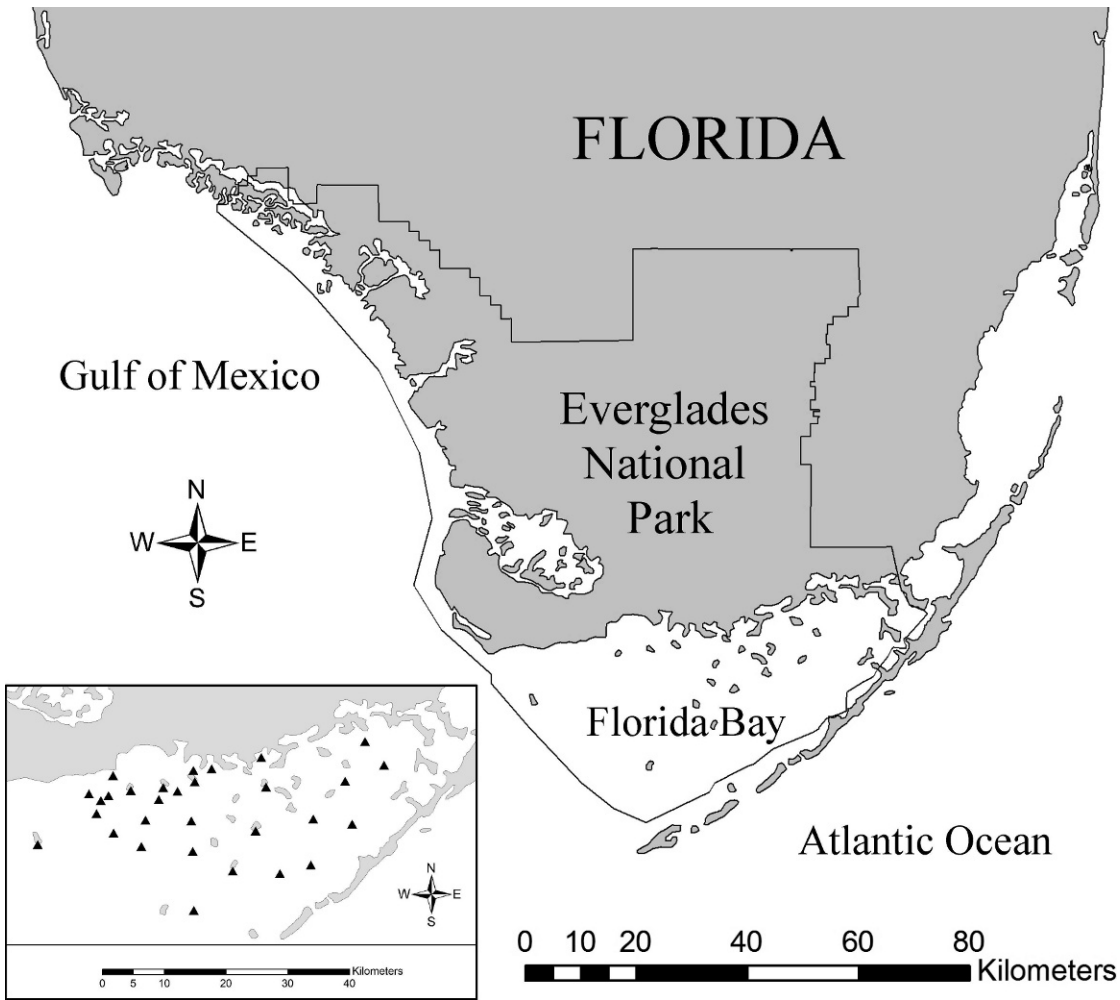 FLORIDA
Gulf of Mexico
Everglades
National
Park
N
W E
S
Florida Bay
Atlantic Ocean
N
W E
S
0 5 10 20 30 40
Kilometers
0 10 20 40 60 80
Kilometers